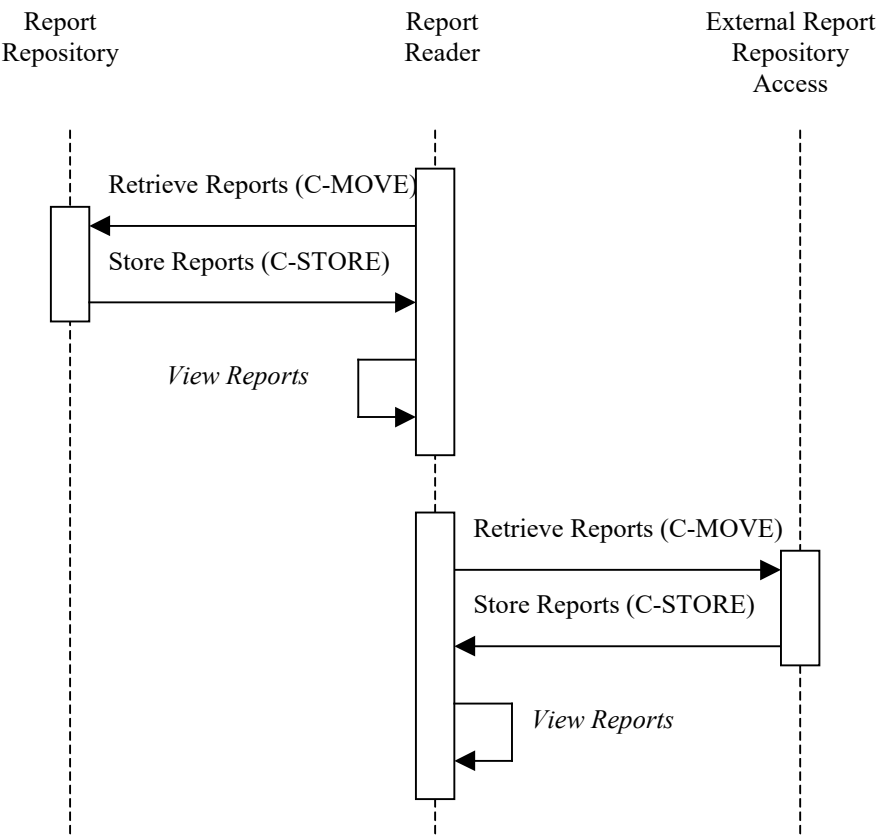 Report
Repository
Report
Reader
External Report
Repository
Access
Retrieve Reports (C-MOVE)
Store Reports (C-STORE)
View Reports
Retrieve Reports (C-MOVE)
Store Reports (C-STORE)
View Reports